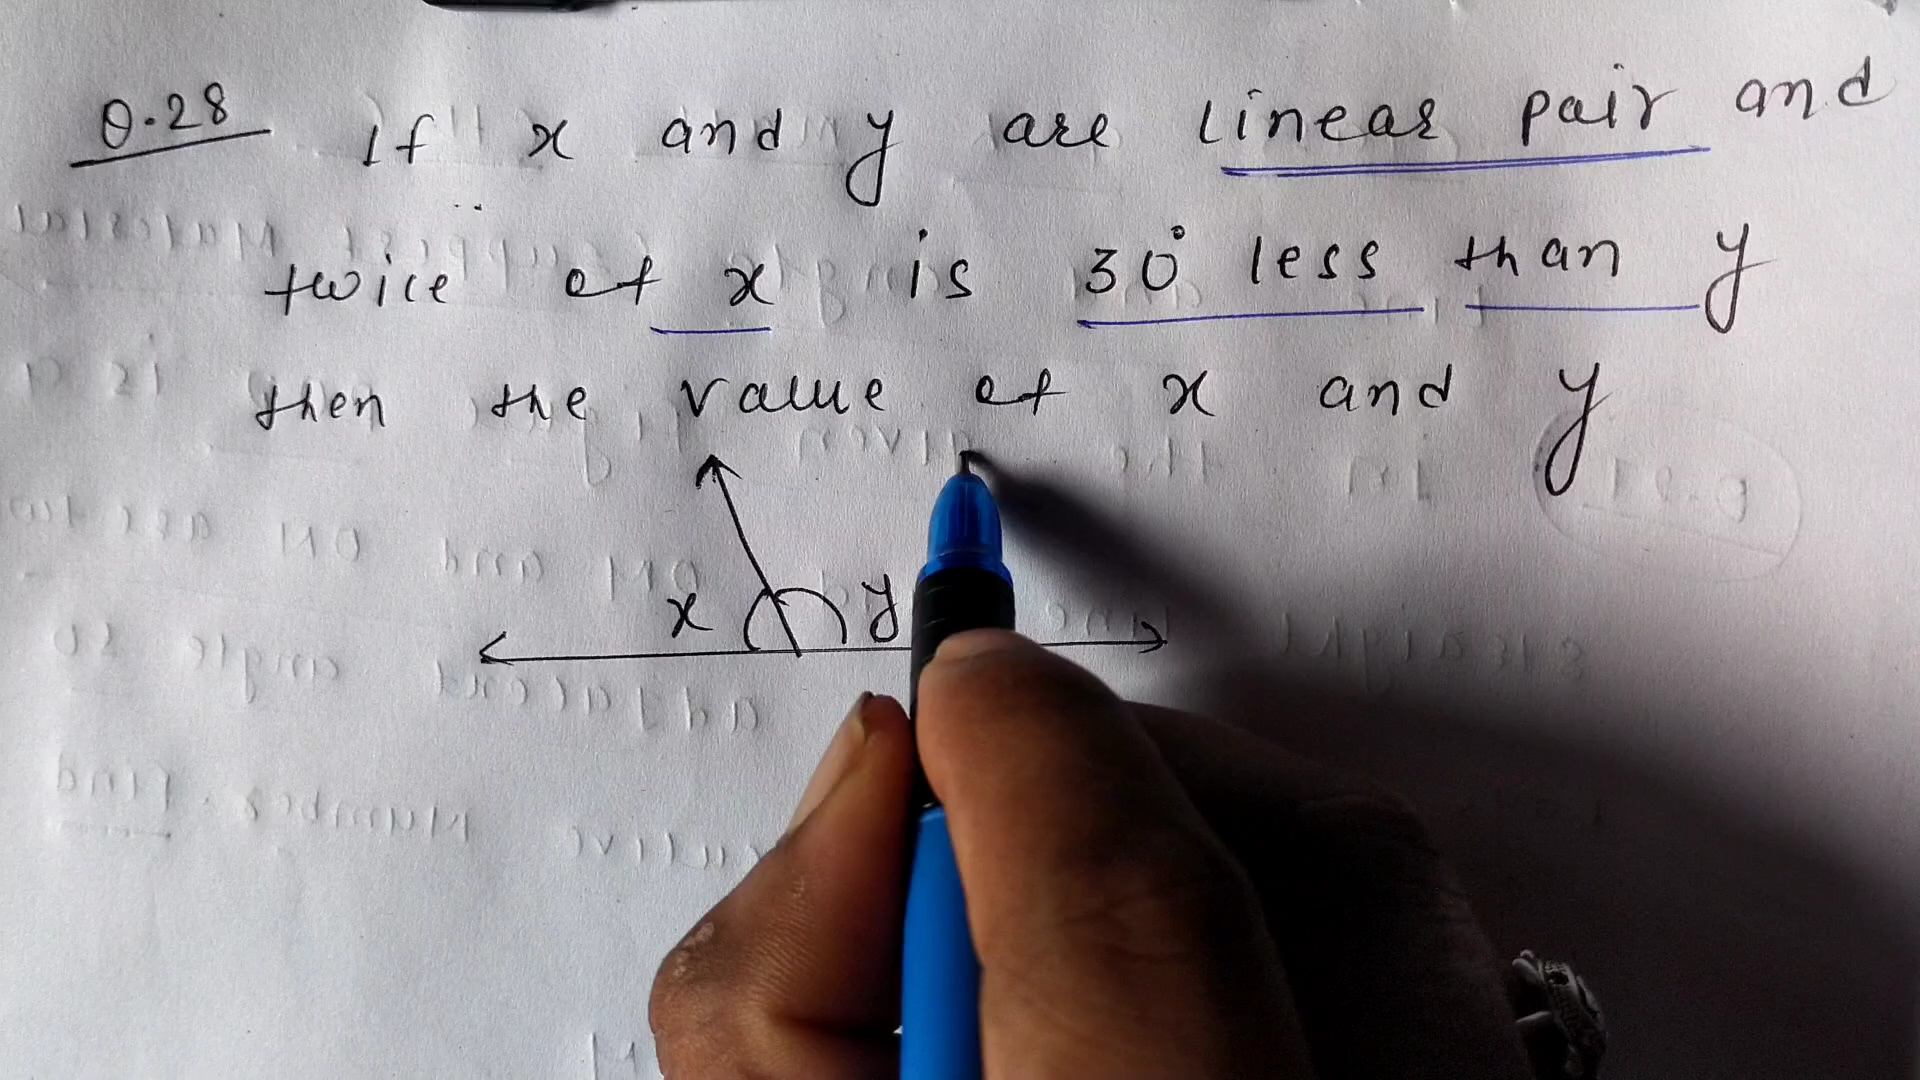 Q.28 If x and y are linear pair and
twice of x is 30° less than y
then the value of x and y
x y